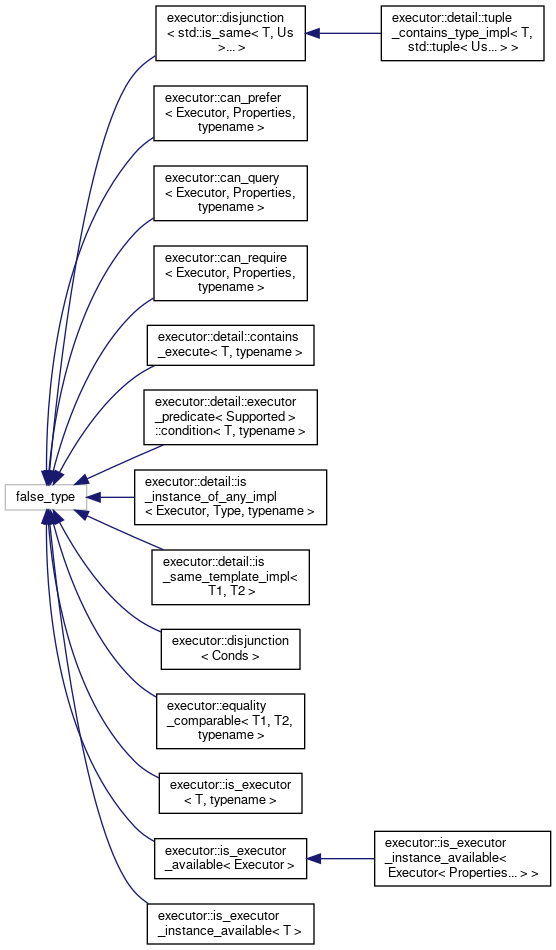 executor::disjunction
< std::is_same< T, Us
>... >
executor::detail::tuple
_contains_type_impl< T,
std::tuple< Us... > >
executor::can_prefer
< Executor, Properties,
typename >
executor::can_query
< Executor, Properties,
typename >
executor::can_require
< Executor, Properties,
typename >
executor::detail::contains
_execute< T, typename >
executor::detail::executor
_predicate< Supported >
::condition< T, typename >
false_type
executor::detail::is
_instance_of_any_impl
< Executor, Type, typename >
executor::detail::is
_same_template_impl<
T1, T2 >
executor::disjunction
< Conds >
executor::equality
_comparable< T1, T2,
typename >
executor::is_executor
< T, typename >
executor::is_executor
_available< Executor >
executor::is_executor
_instance_available<
Executor< Properties... > >
executor::is_executor
_instance_available< T >